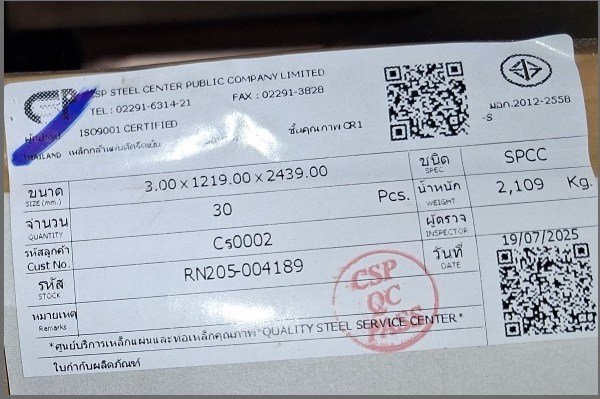 CSP
CSP STEEL CENTER PUBLIC COMPANY LIMITED
TEL : 02291-6314-21 FAX : 02291-3828
ISO9001 CERTIFIED
THAILAND ชั้นคุณภาพ CR1
มอก.2012-2558
-S
ขนาด SIZE (mm.) 3.00 x 1219.00 x 2439.00 ชนิด SPEC SPCC
จำนวน QUANTITY 30 Pcs. น้ำหนัก WEIGHT 2,109 Kg.
รหัสลูกค้า Cust No. Cs0002 ผู้ตรวจ INSPECTOR
รหัส STOCK RN205-004189 วันที่ DATE 19/07/2025
หมายเหตุ Remarks
CSP
QC
PASS
*ศูนย์บริการเหล็กแผ่นและท่อเหล็กคุณภาพ "QUALITY STEEL SERVICE CENTER"
ใบกำกับผลิตภัณฑ์